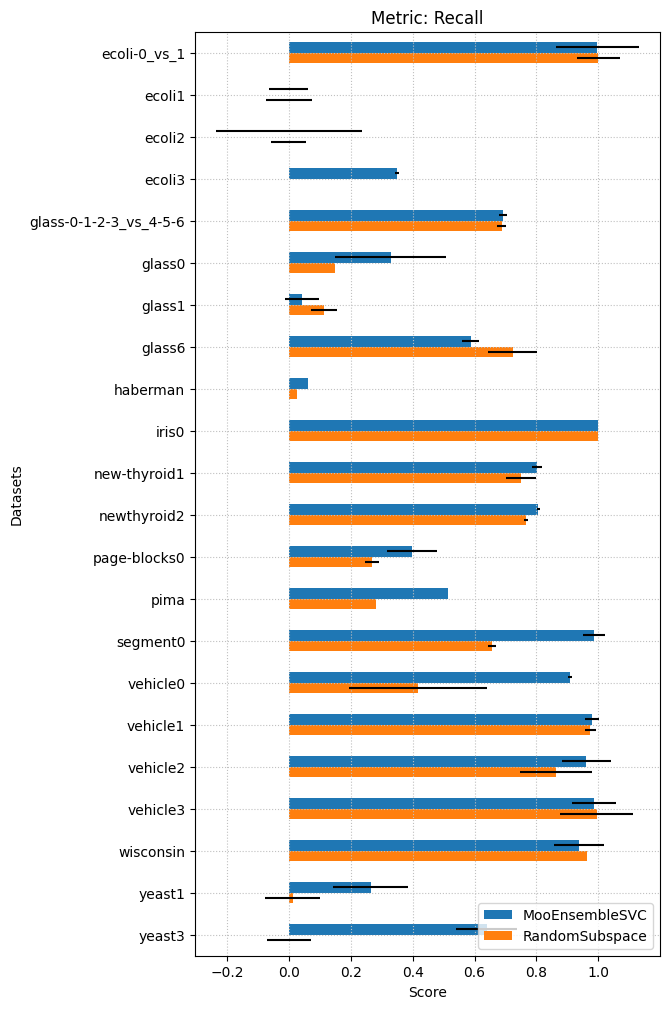 Metric: Recall
ecoli-0_vs_1
ecoli1
ecoli2
ecoli3
glass-0-1-2-3_vs_4-5-6
glass0
glass1
glass6
haberman
iris0
new-thyroid1
newthyroid2
page-blocks0
pima
segment0
vehicle0
vehicle1
vehicle2
vehicle3
wisconsin
yeast1
yeast3
Datasets
MooEnsembleSVC
RandomSubspace
−0.2 0.0 0.2 0.4 0.6 0.8 1.0
Score